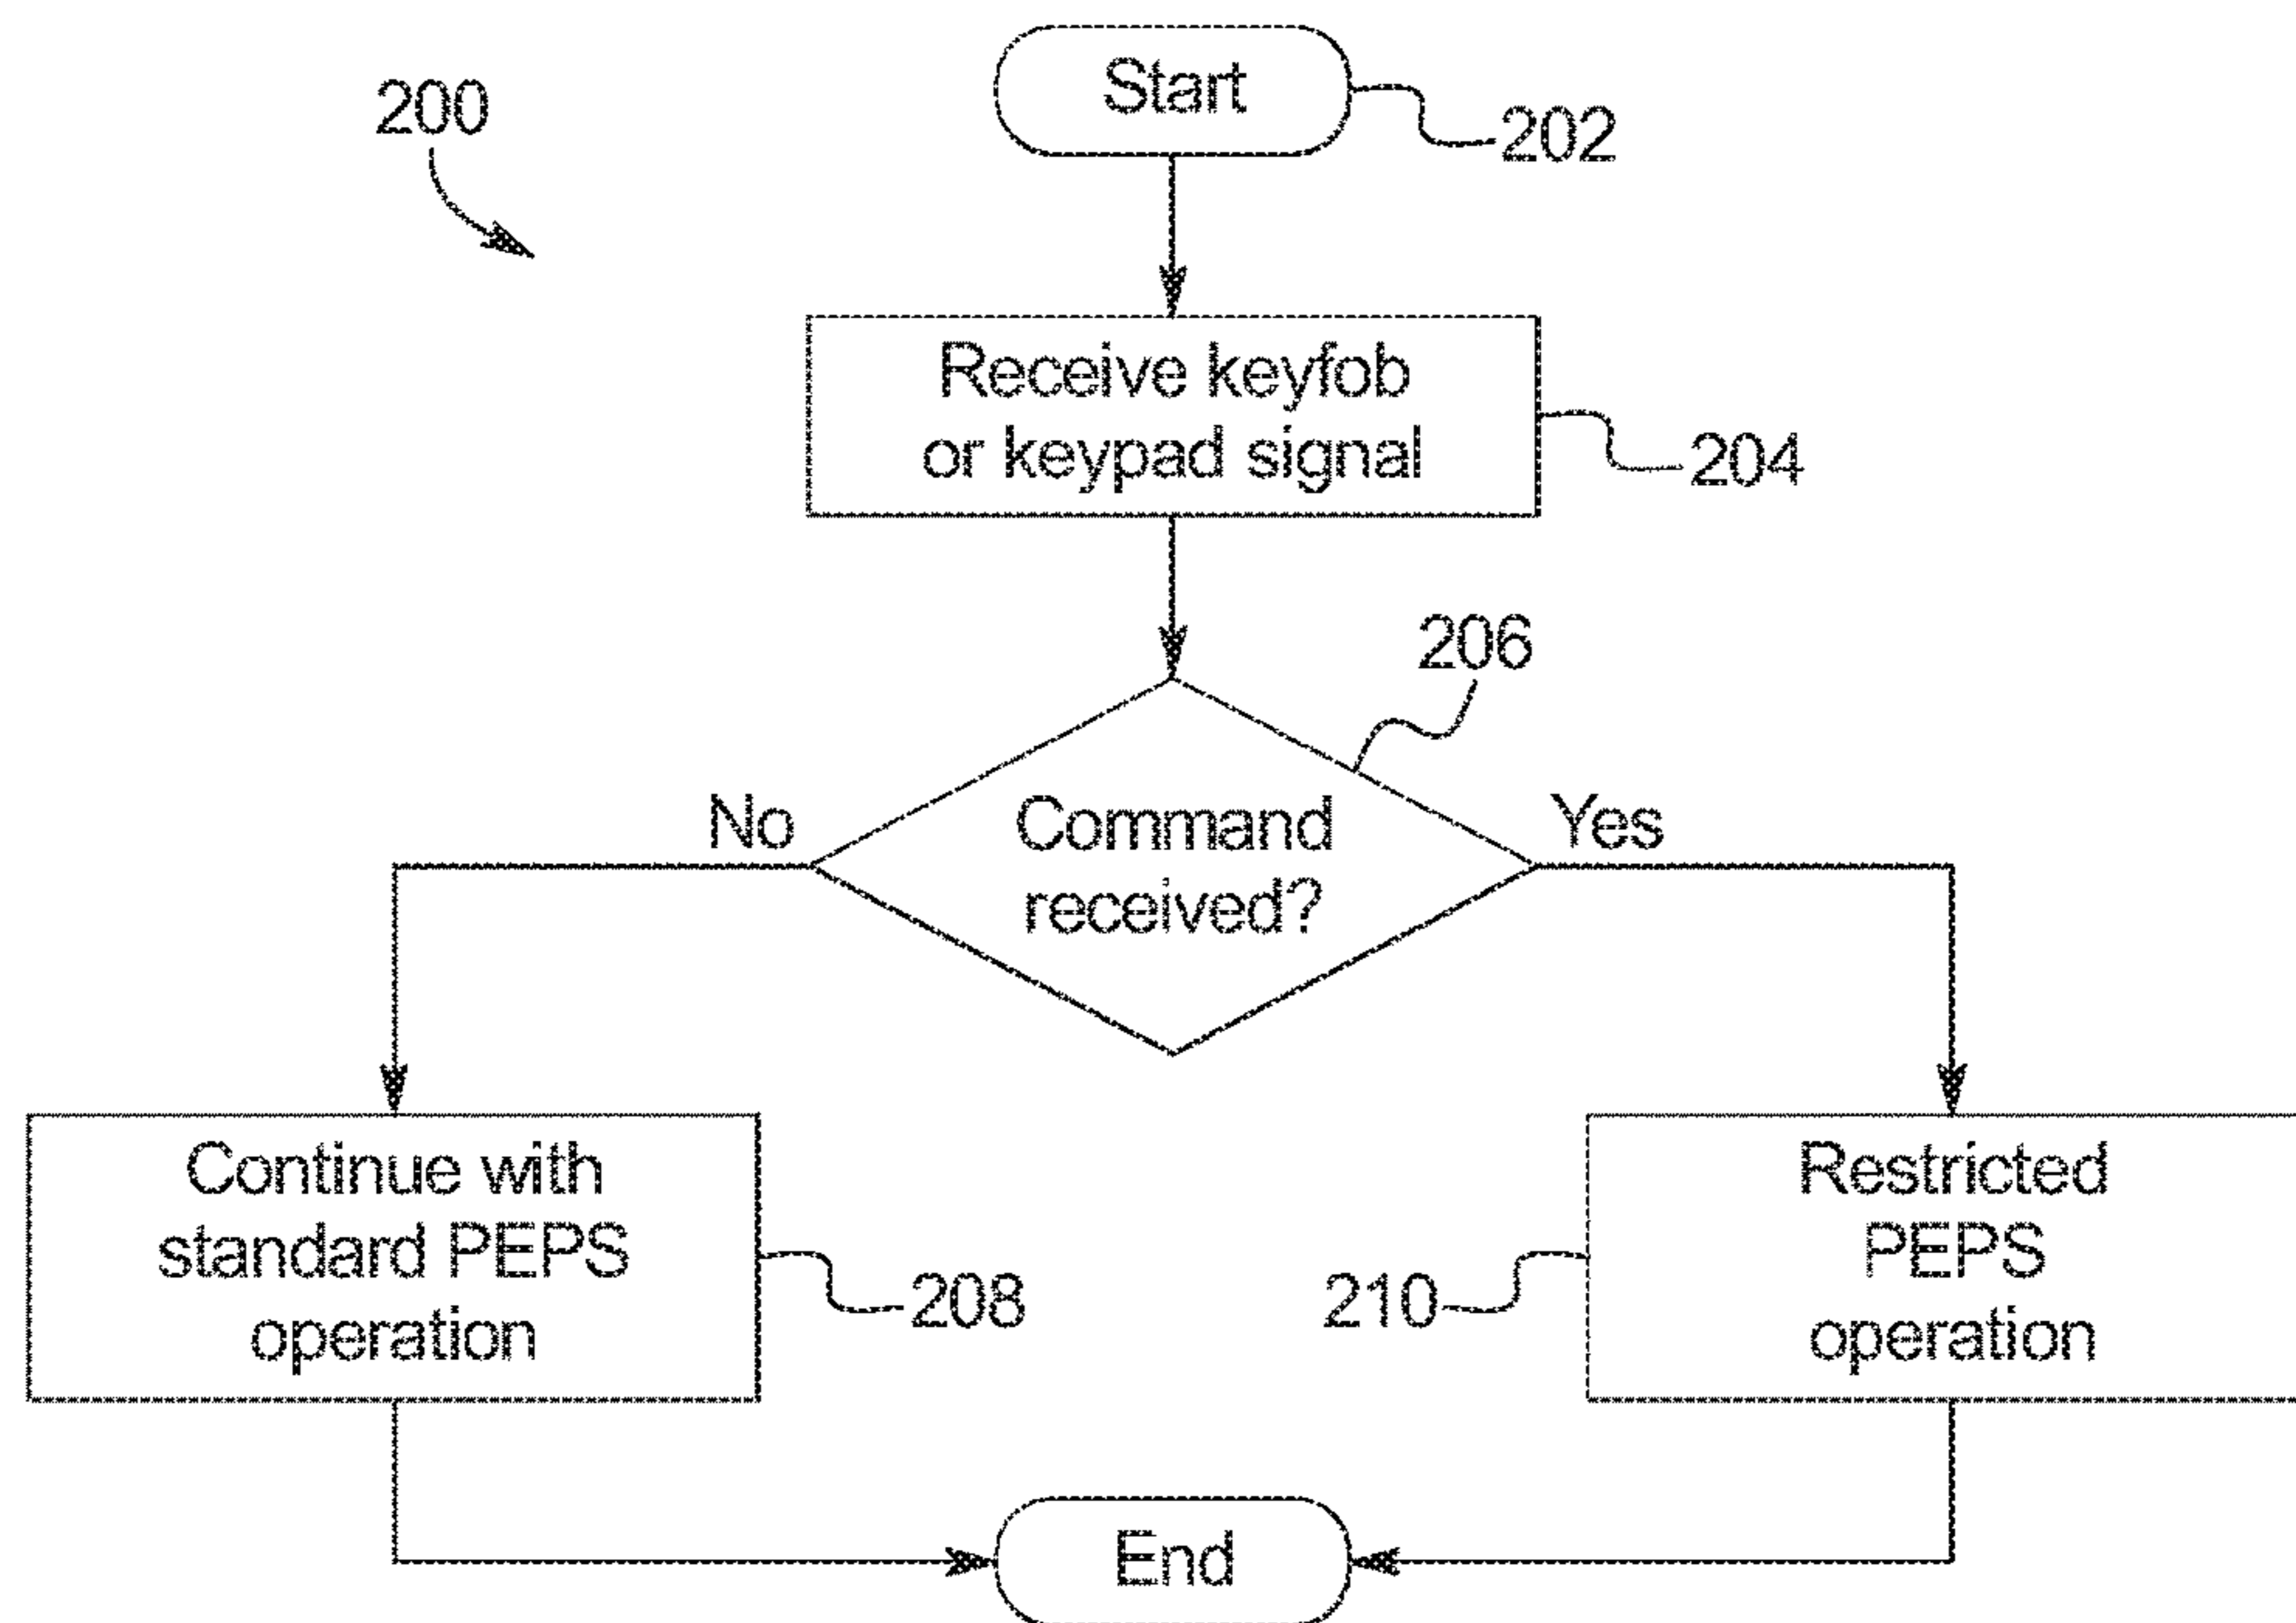 Start
200
202
Receive keyfob
or keypad signal
204
206
No
Command
received?
Yes
Continue with
standard PEPS
operation
208
210
Restricted
PEPS
operation
End